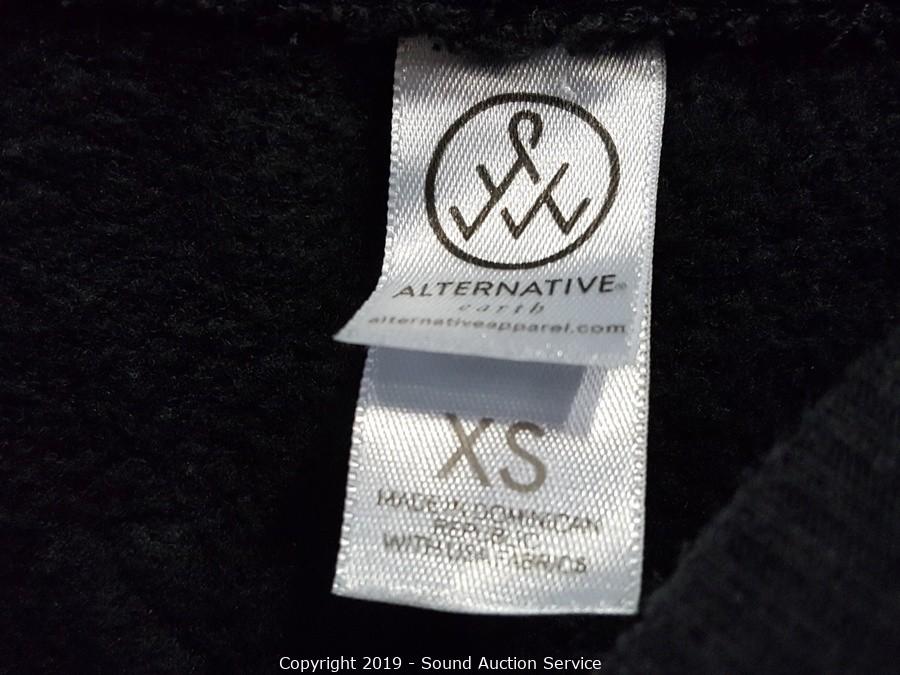 ALTERNATIVE®
earth
alternativeapparel.com
XS
MADE IN DOMINICAN
REPUBLIC
WITH USA FABRICS
Copyright 2019 - Sound Auction Service